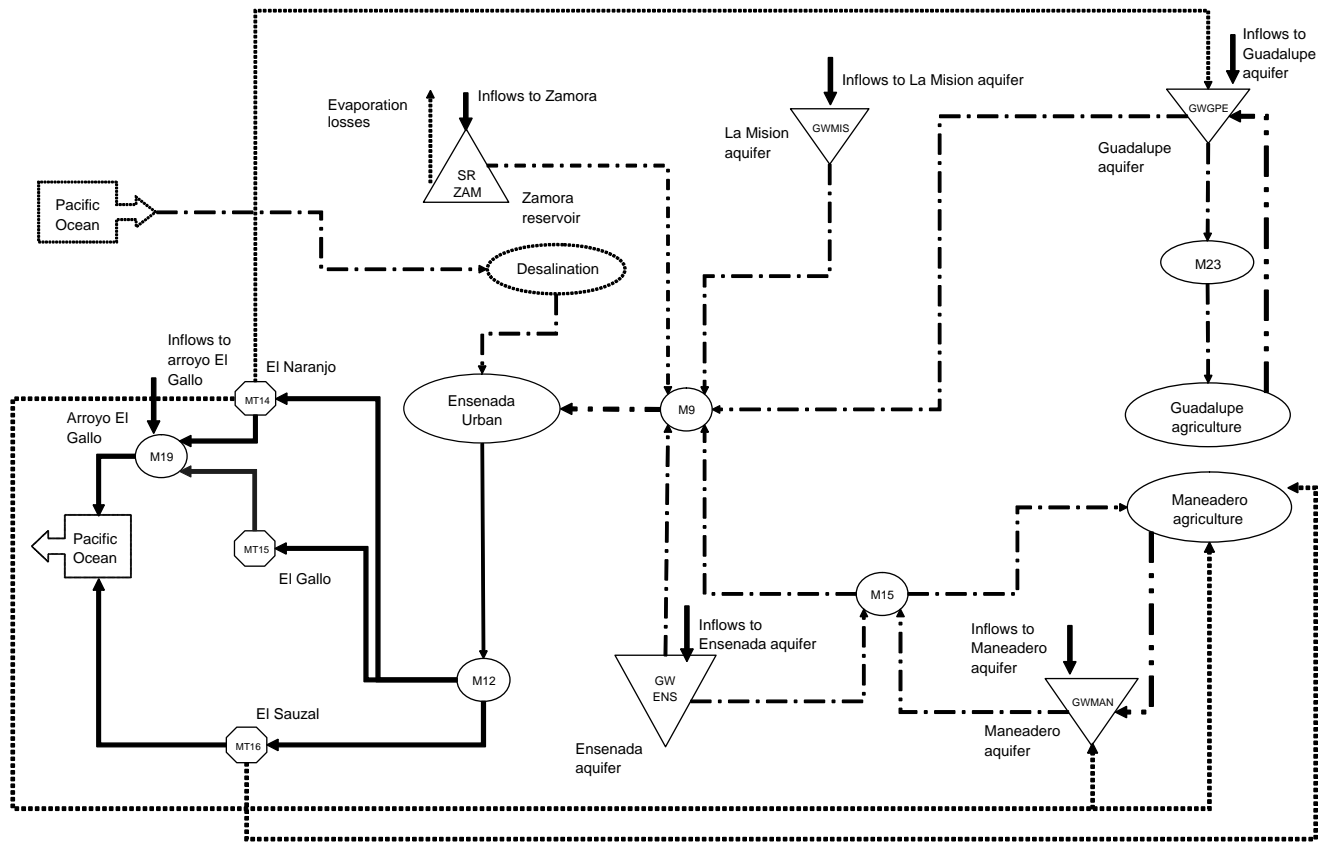 Inflows to
Guadalupe
aquifer
Inflows to La Mision aquifer
Inflows to Zamora
Evaporation
losses
GWGPE
GWMIS
La Mision
aquifer
Guadalupe
aquifer
SR
ZAM
Zamora
reservoir
Pacific
Ocean
Desalination
M23
Inflows to
arroyo El
Gallo
El Naranjo
MT14
Ensenada
Urban
M9
Guadalupe
agriculture
Arroyo El
Gallo
M19
Maneadero
agriculture
Pacific
Ocean
MT15
El Gallo
M15
Inflows to
Ensenada aquifer
Inflows to
Maneadero
aquifer
M12
GW
ENS
GWMAN
El Sauzal
MT16
Maneadero
aquifer
Ensenada
aquifer